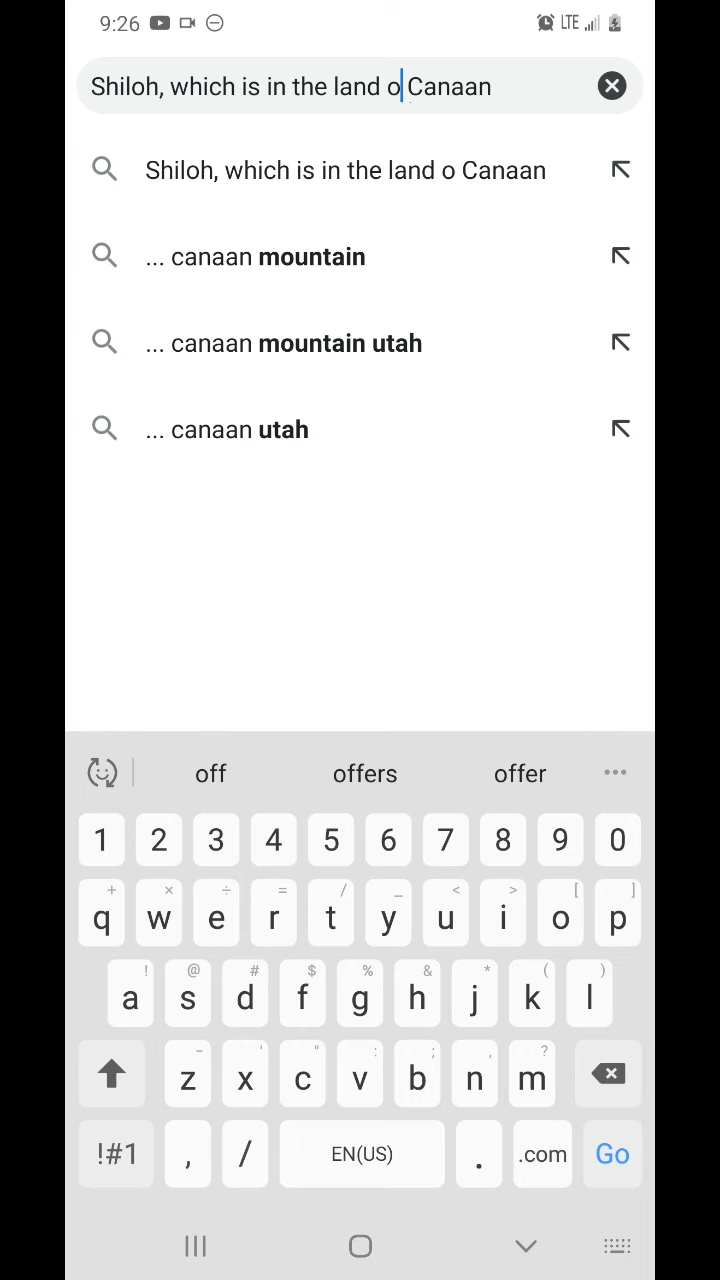 9:26 LTE
Shiloh, which is in the land o Canaan
Shiloh, which is in the land o Canaan
... canaan mountain
... canaan mountain utah
... canaan utah
off offers offer
1 2 3 4 5 6 7 8 9 0
+ × ÷ = / _ < > [ ]
q w e r t y u i o p
! @ # $ % & * ( )
a s d f g h j k l
- ' " : ; , ?
z x c v b n m
!#1 , / EN(US) . .com Go